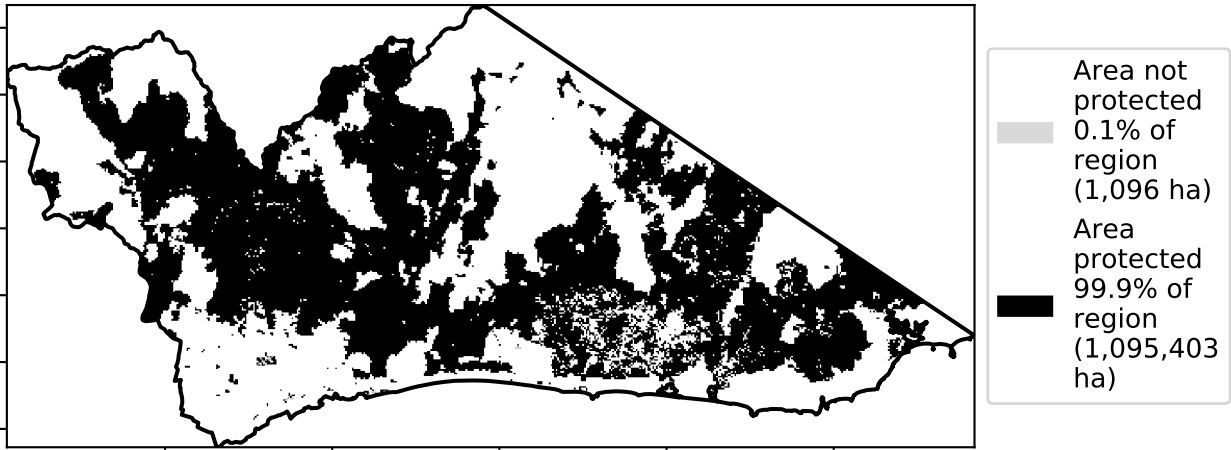 Area not
protected
0.1% of
region
(1,096 ha)
Area
protected
99.9% of
region
(1,095,403
ha)